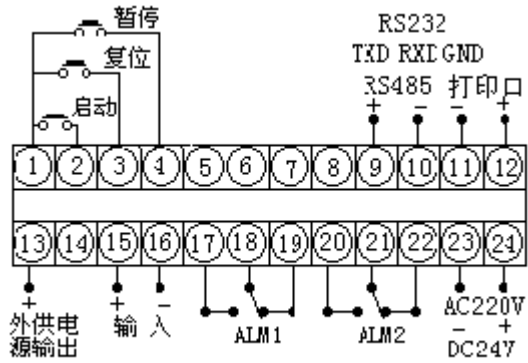 暂停
复位
启动
RS232
TXD RXD GND
RS485 打印口
+ − − +
1 2 3 4 5 6 7 8 9 10 11 12
13 14 15 16 17 18 19 20 21 22 23 24
+ + −
外供电
源输出
输入
ALM1
ALM2
AC220V
− +
DC24V